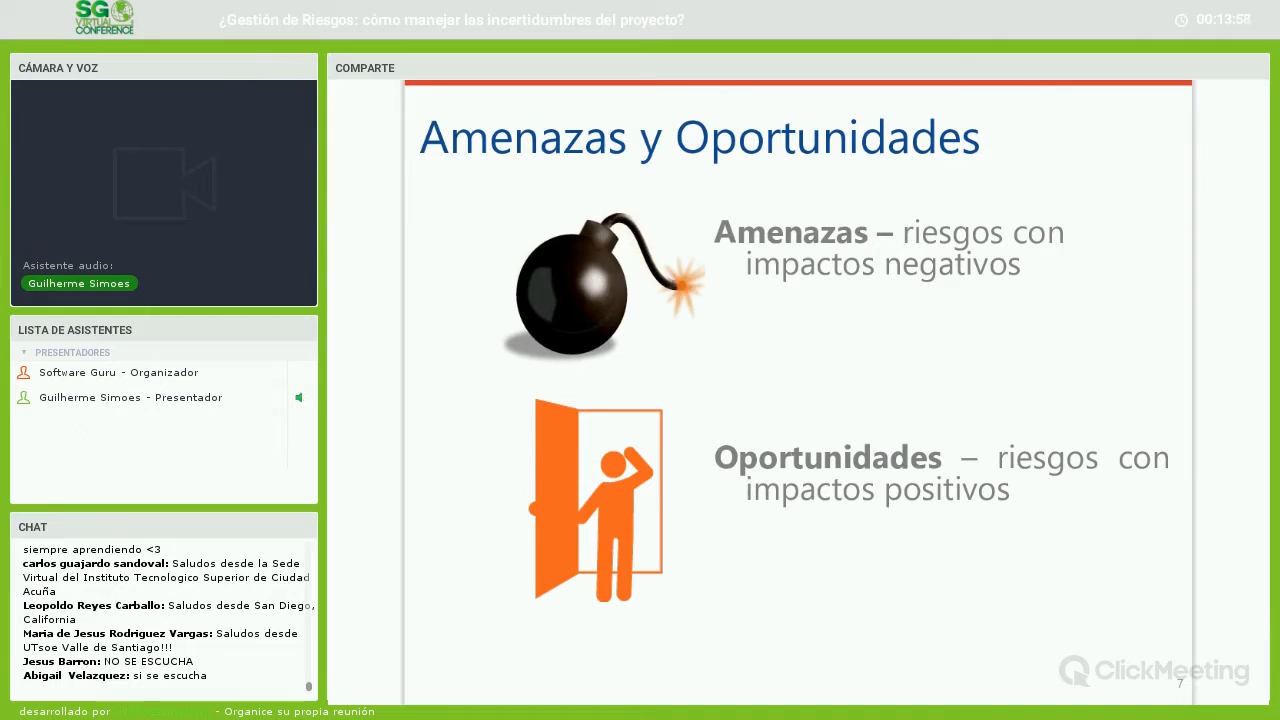 SG
VIRTUAL
CONFERENCE
¿Gestión de Riesgos: cómo manejar las incertidumbres del proyecto?
00:13:58
CÁMARA Y VOZ
Asistente audio:
Guilherme Simoes
LISTA DE ASISTENTES
PRESENTADORES
Software Guru - Organizador
Guilherme Simoes - Presentador
CHAT
siempre aprendiendo <3
carlos guajardo sandoval: Saludos desde la Sede
Virtual del Instituto Tecnologico Superior de Ciudad
Acuña
Leopoldo Reyes Carballo: Saludos desde San Diego,
California
Maria de Jesus Rodriguez Vargas: Saludos desde
UTsoe Valle de Santiago!!!
Jesus Barron: NO SE ESCUCHA
Abigail Velazquez: si se escucha
COMPARTE
Amenazas y Oportunidades
Amenazas – riesgos con
impactos negativos
Oportunidades – riesgos con
impactos positivos
ClickMeeting
7
desarrollado por
- Organice su propia reunión